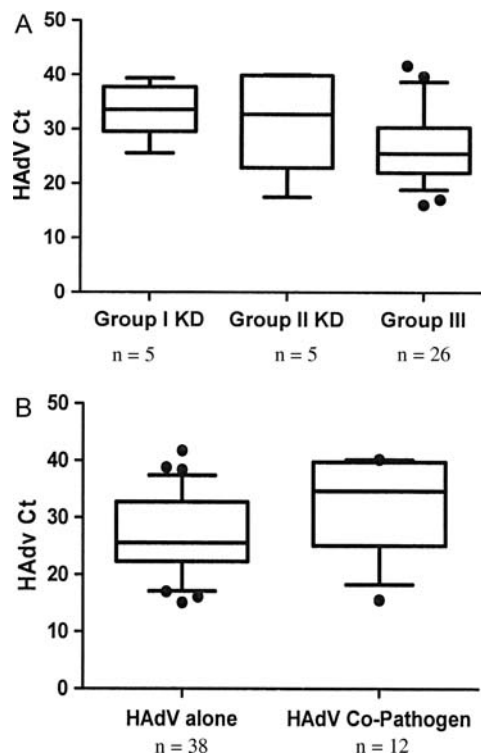 A
HAdV Ct
50
40
30
20
10
0
Group I KD Group II KD Group III
n = 5 n = 5 n = 26
B
HAdv Ct
50
40
30
20
10
0
HAdV alone HAdV Co-Pathogen
n = 38 n = 12